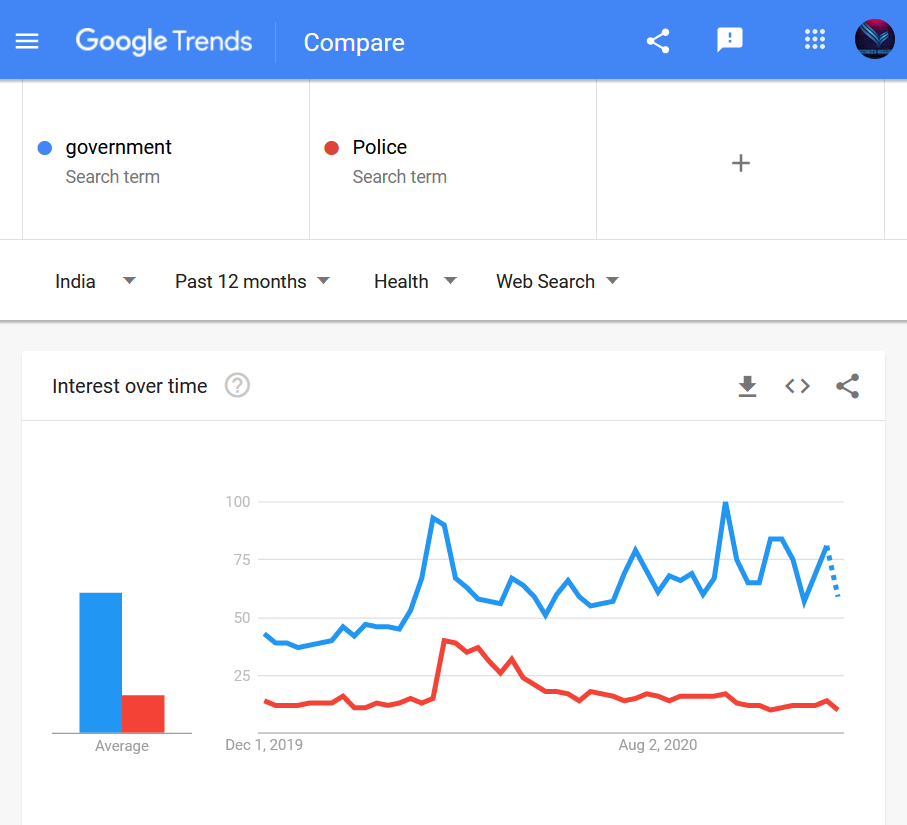 Google Trends Compare
government Police
Search term Search term
+
India Past 12 months Health Web Search
Interest over time ?
100
75
50
25
Average Dec 1, 2019 Aug 2, 2020